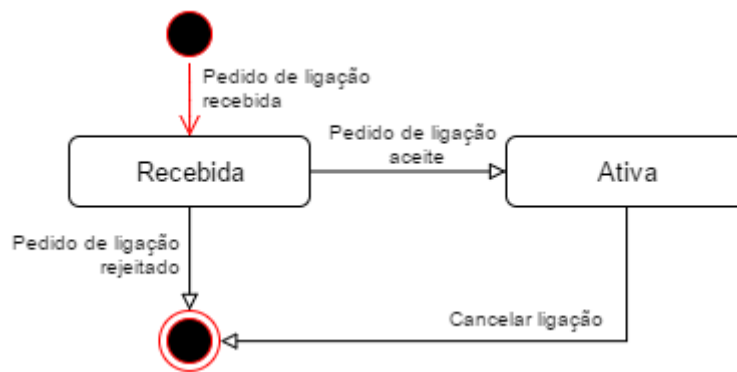 Pedido de ligação
recebida
Recebida
Pedido de ligação
aceite
Ativa
Pedido de ligação
rejeitado
Cancelar ligação